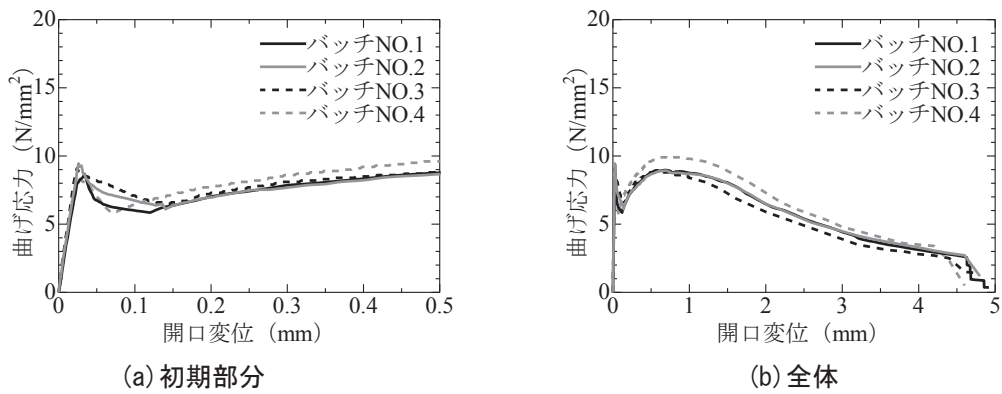 曲げ応力（N/mm²）
20
15
10
5
0
バッチNO.1
バッチNO.2
バッチNO.3
バッチNO.4
0 0.1 0.2 0.3 0.4 0.5
開口変位（mm）
(a) 初期部分
曲げ応力（N/mm²）
20
15
10
5
0
バッチNO.1
バッチNO.2
バッチNO.3
バッチNO.4
0 1 2 3 4 5
開口変位（mm）
(b) 全体